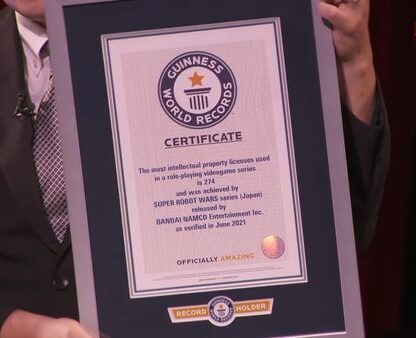 GUINNESS
WORLD RECORDS
CERTIFICATE
The most intellectual property licenses used
in a role-playing videogame series
is 274
and was achieved by
SUPER ROBOT WARS series (Japan)
released by
BANDAI NAMCO Entertainment Inc.
as verified in June 2021
OFFICIALLY AMAZING
RECORD HOLDER